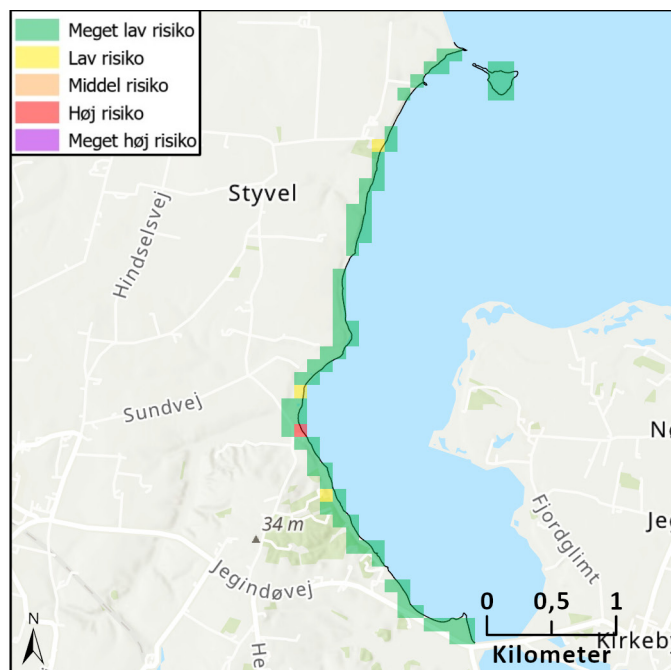 Meget lav risiko
Lav risiko
Middel risiko
Høj risiko
Meget høj risiko
Styvel
Hindselsvej
Sundvej
34 m
Jegindøvej
Fjordglimt
0 0,5 1
Kilometer
N